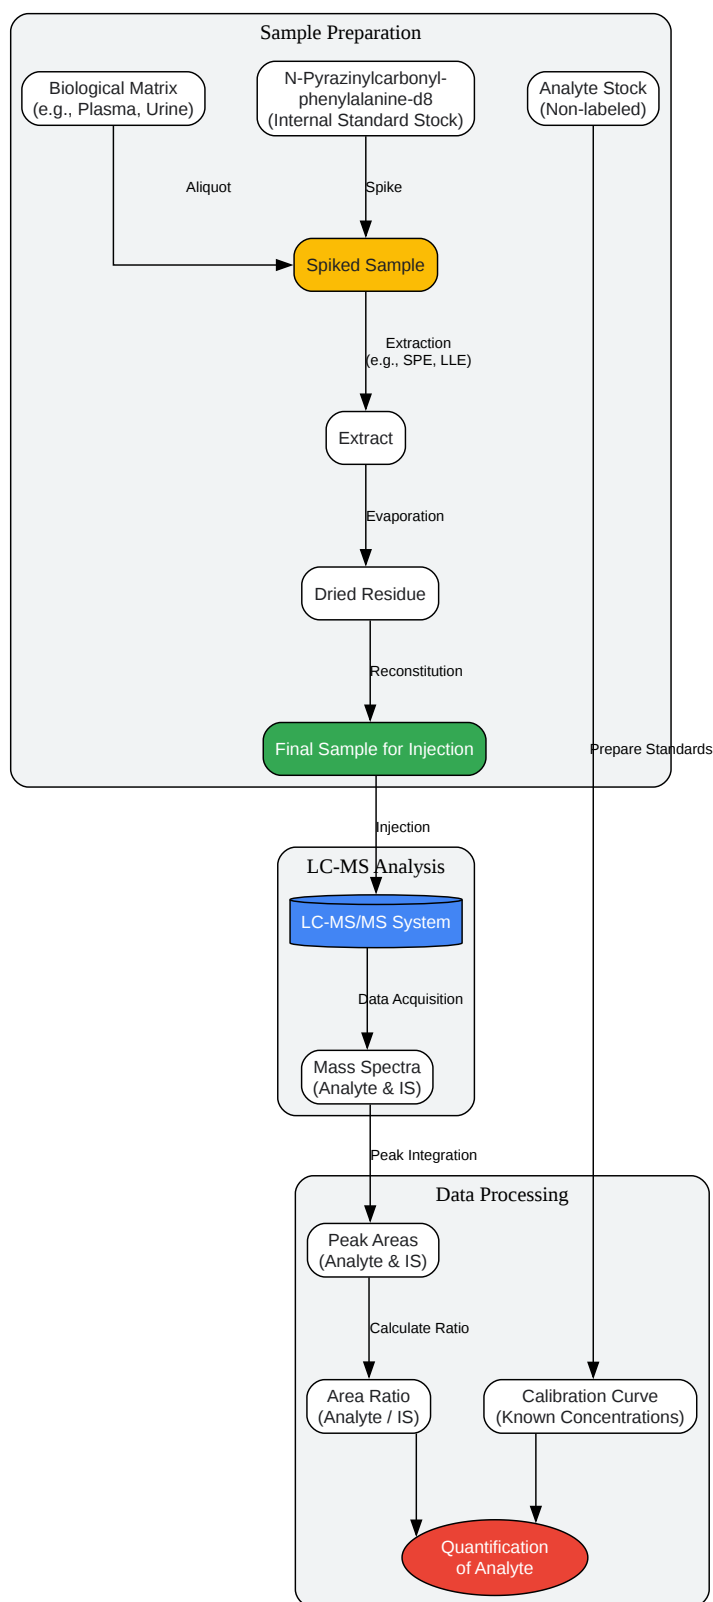 Sample Preparation
Biological Matrix
(e.g., Plasma, Urine)
N-Pyrazinylcarbonyl-
phenylalanine-d8
(Internal Standard Stock)
Analyte Stock
(Non-labeled)
Aliquot
Spike
Spiked Sample
Extraction
(e.g., SPE, LLE)
Extract
Evaporation
Dried Residue
Reconstitution
Final Sample for Injection
Prepare Standards
Injection
LC-MS Analysis
LC-MS/MS System
Data Acquisition
Mass Spectra
(Analyte & IS)
Peak Integration
Data Processing
Peak Areas
(Analyte & IS)
Calculate Ratio
Area Ratio
(Analyte / IS)
Calibration Curve
(Known Concentrations)
Quantification
of Analyte